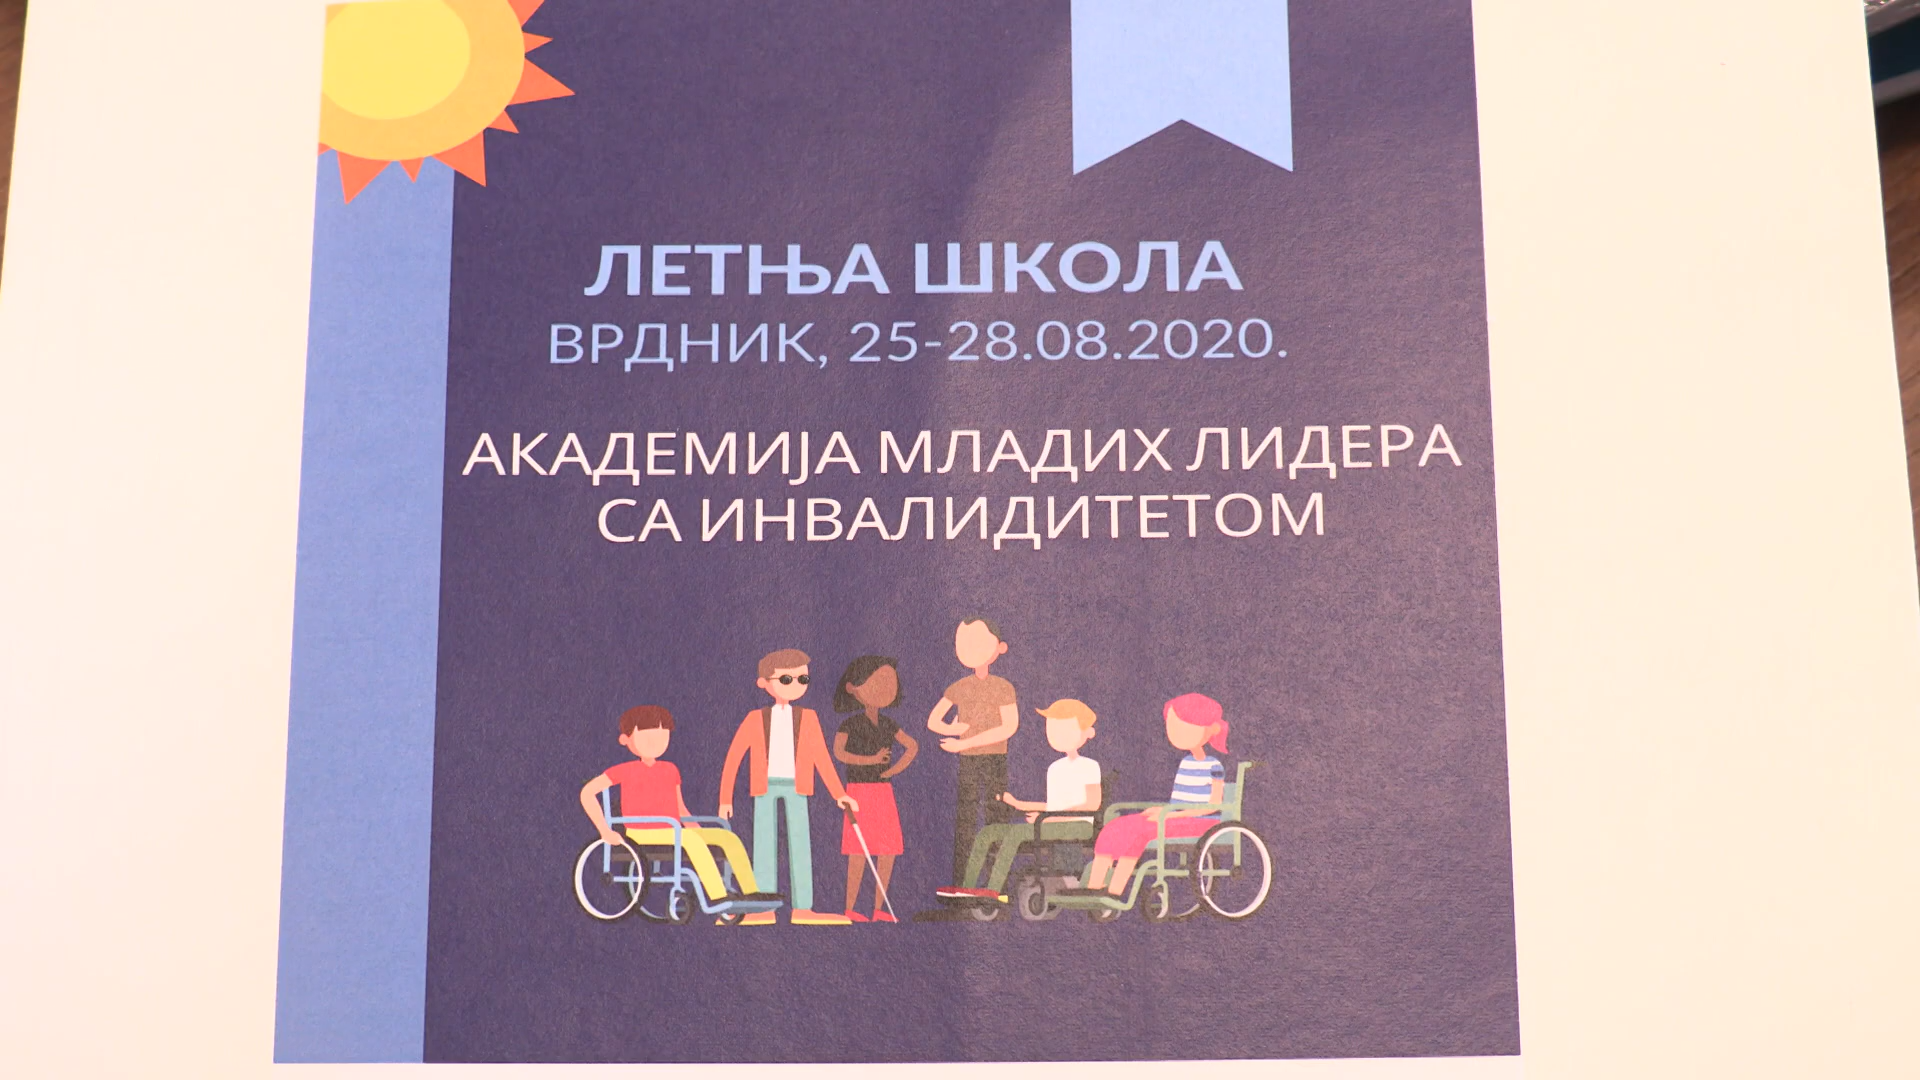 ЛЕТЊА ШКОЛА
ВРДНИК, 25-28.08.2020.
АКАДЕМИЈА МЛАДИХ ЛИДЕРА
СА ИНВАЛИДИТЕТОМ